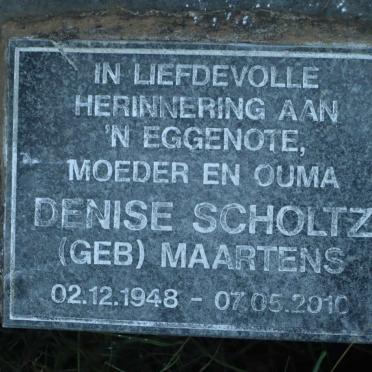 IN LIEFDEVOLLE
HERINNERING AAN
'N EGGENOTE,
MOEDER EN OUMA
DENISE SCHOLTZ
(GEB) MAARTENS
02.12.1948 - 07.05.2010